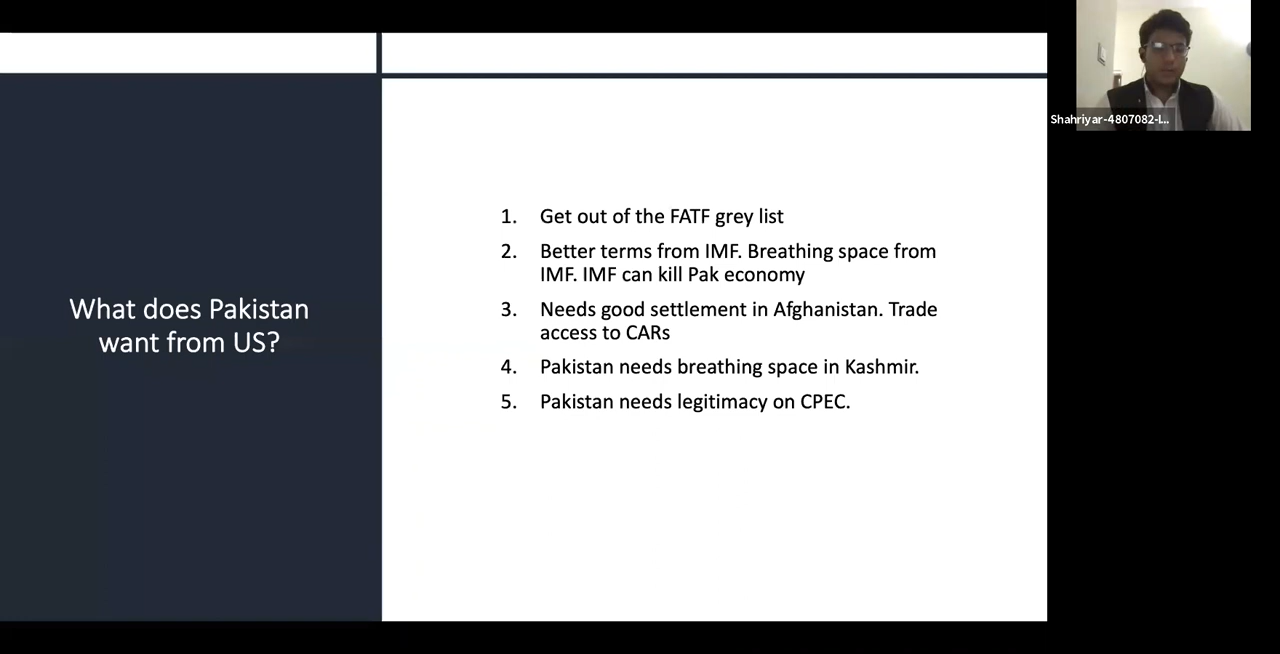 What does Pakistan
want from US?
1. Get out of the FATF grey list
2. Better terms from IMF. Breathing space from
IMF. IMF can kill Pak economy
3. Needs good settlement in Afghanistan. Trade
access to CARs
4. Pakistan needs breathing space in Kashmir.
5. Pakistan needs legitimacy on CPEC.
Shahriyar-4807082-I...